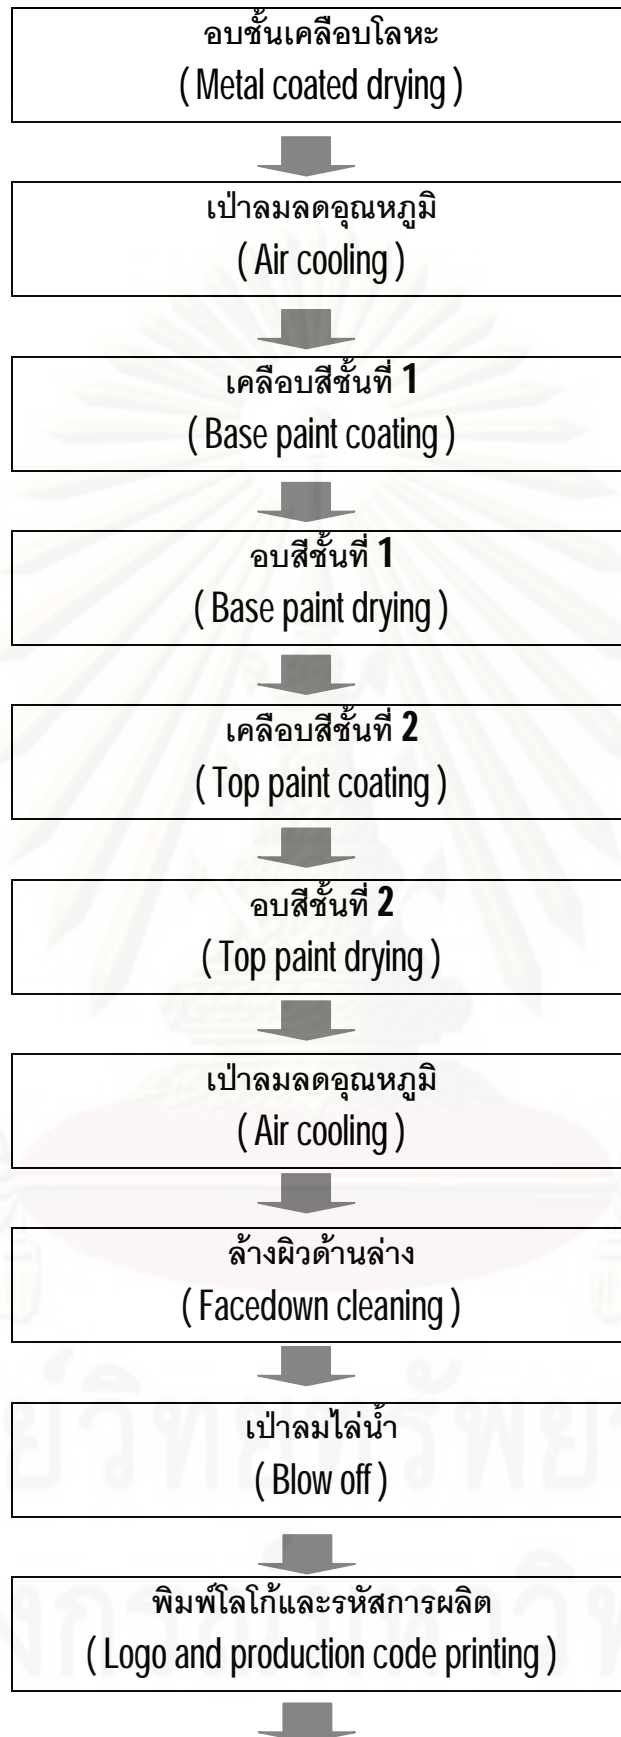 อบชั้นเคลือบโลหะ
( Metal coated drying )
เป่าลมลดอุณหภูมิ
( Air cooling )
เคลือบสีชั้นที่ 1
( Base paint coating )
อบสีชั้นที่ 1
( Base paint drying )
เคลือบสีชั้นที่ 2
( Top paint coating )
อบสีชั้นที่ 2
( Top paint drying )
เป่าลมลดอุณหภูมิ
( Air cooling )
ล้างผิวด้านล่าง
( Facedown cleaning )
เป่าลมไล่น้ำ
( Blow off )
พิมพ์โลโก้และรหัสการผลิต
( Logo and production code printing )